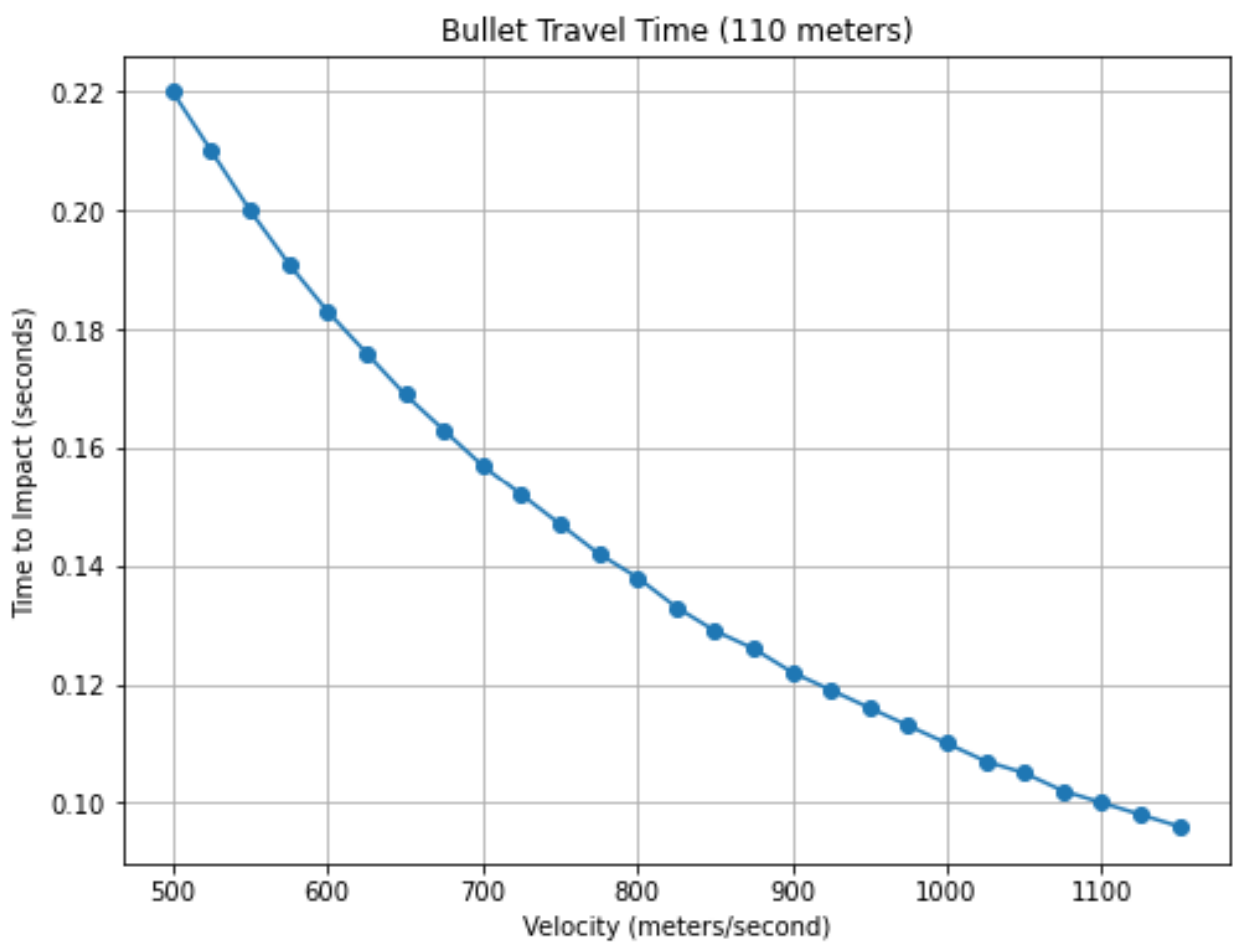 Bullet Travel Time (110 meters)
Time to Impact (seconds)
0.22
0.20
0.18
0.16
0.14
0.12
0.10
500 600 700 800 900 1000 1100
Velocity (meters/second)